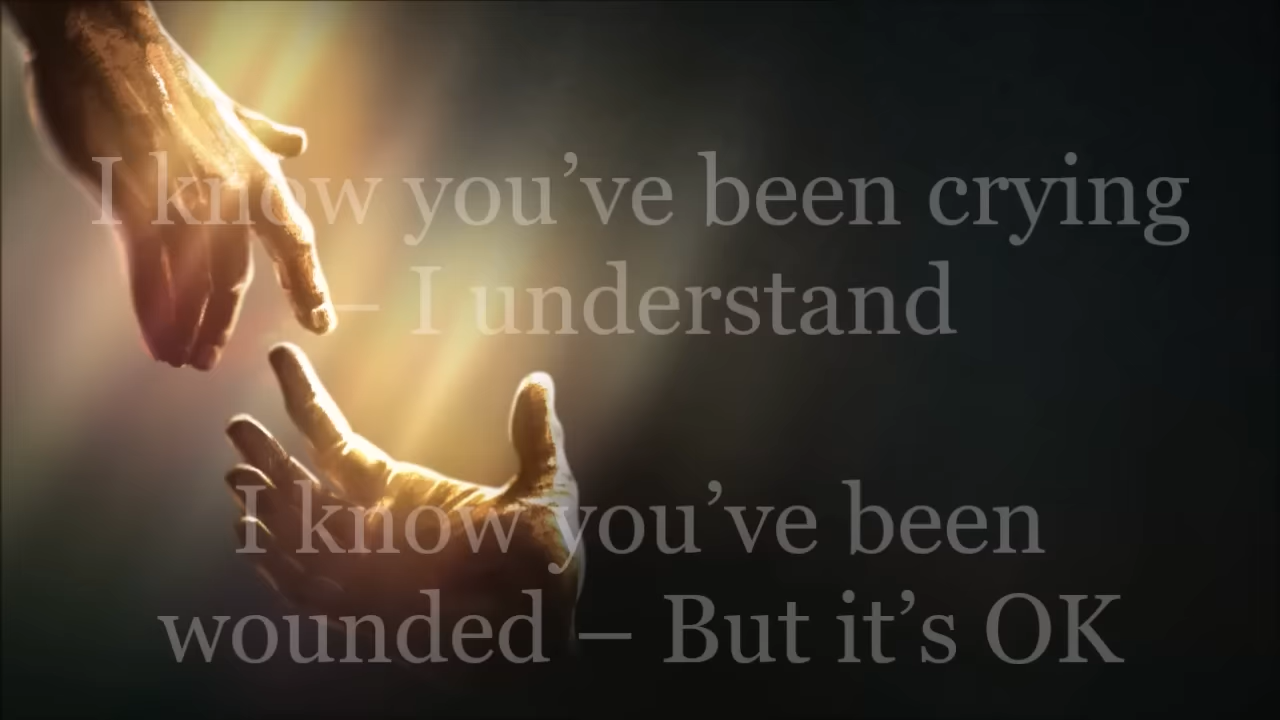 I know you’ve been crying
– I understand
I know you’ve been
wounded – But it’s OK